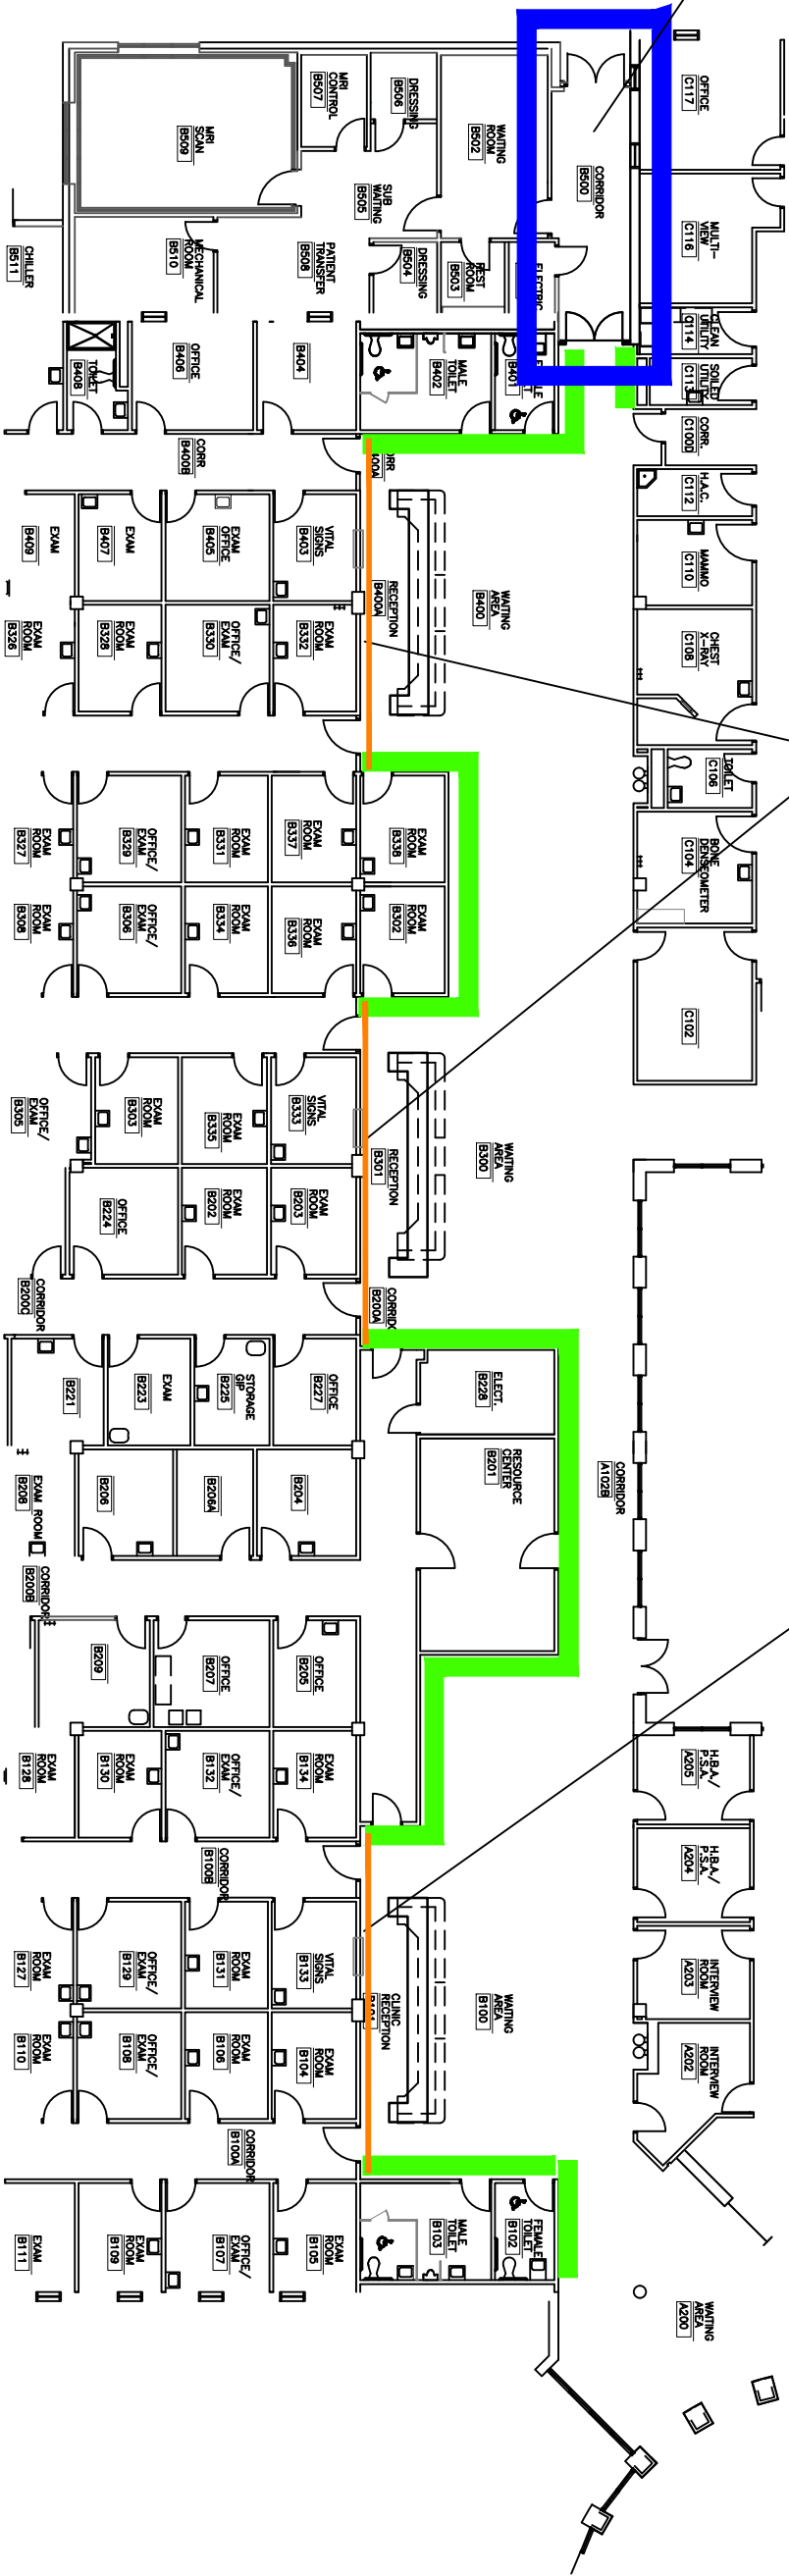 OFFICE
C117
MULTI-
VIEW
C116
CLEAN
UTILITY
C114
SOILED
UTILITY
CORR.
C100D
H.A.C.
C112
MAMMO
C110
CHEST
X-RAY
C108
TOILET
C106
BONE
DENSEOMETER
C104
C102
CORRIDOR
B500
MRI
CONTROL
B507
DRESSING
B506
WAITING
ROOM
B502
MRI
SCAN
B509
SUB
WAITING
B505
CHILLER
B511
MECHANICAL
ROOM
B510
PATIENT
TRANSFER
B508
DRESSING
B504
REST
ROOM
B503
ELECTRIC
TOILET
B408
OFFICE
B406
B404
MALE
TOILET
B402
B401
CORR
B400B
EXAM
B409
EXAM
B407
EXAM
OFFICE
B405
VITAL
SIGNS
B403
RECEPTION
B400A
WAITING
AREA
B400
EXAM
ROOM
B326
EXAM
ROOM
B328
OFFICE/
EXAM
B330
EXAM
ROOM
B332
EXAM
ROOM
B327
OFFICE/
EXAM
B329
EXAM
ROOM
B331
EXAM
ROOM
B337
EXAM
ROOM
B338
EXAM
ROOM
B308
OFFICE/
EXAM
B306
EXAM
ROOM
B334
EXAM
ROOM
B336
EXAM
ROOM
B302
OFFICE/
EXAM
B305
EXAM
ROOM
B303
EXAM
ROOM
B335
VITAL
SIGNS
B333
RECEPTION
B301
WAITING
AREA
B300
OFFICE
B224
EXAM
ROOM
B202
EXAM
ROOM
B203
CORRIDOR
B200C
B200A
B221
EXAM
B223
STORAGE
GIP
B225
OFFICE
B227
ELECT.
B228
RESOURCE
CENTER
B201
CORRIDOR
A102B
EXAM ROOM
B208
B206
B206A
B204
CORRIDOR
B200B
B209
OFFICE
B207
OFFICE
B205
EXAM
ROOM
B128
EXAM
ROOM
B130
OFFICE/
EXAM
B132
EXAM
ROOM
B134
H.B.A./
P.S.A.
A205
H.B.A./
P.S.A.
A204
CORRIDOR
B100B
EXAM
ROOM
B127
OFFICE/
EXAM
B129
EXAM
ROOM
B131
VITAL
SIGNS
B133
CLINIC
RECEPTION
B101
WAITING
AREA
B100
INTERVIEW
ROOM
A203
INTERVIEW
ROOM
A202
EXAM
ROOM
B110
OFFICE/
EXAM
B108
EXAM
ROOM
B106
EXAM
ROOM
B104
CORRIDOR
B100A
EXAM
B111
EXAM
ROOM
B109
OFFICE/
EXAM
B107
EXAM
ROOM
B105
MALE
TOILET
B103
FEMALE
TOILET
B102
WAITING
AREA
A200